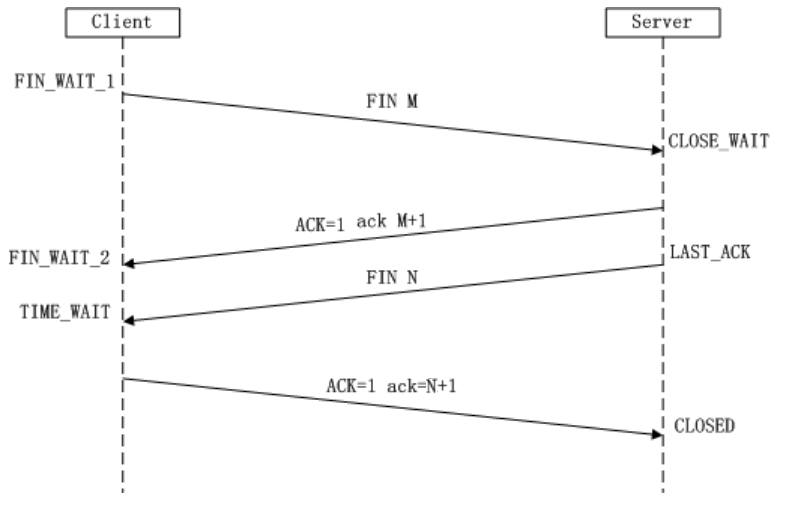 Client
Server
FIN_WAIT_1
FIN M
CLOSE_WAIT
ACK=1 ack M+1
FIN_WAIT_2
LAST_ACK
FIN N
TIME_WAIT
ACK=1 ack=N+1
CLOSED